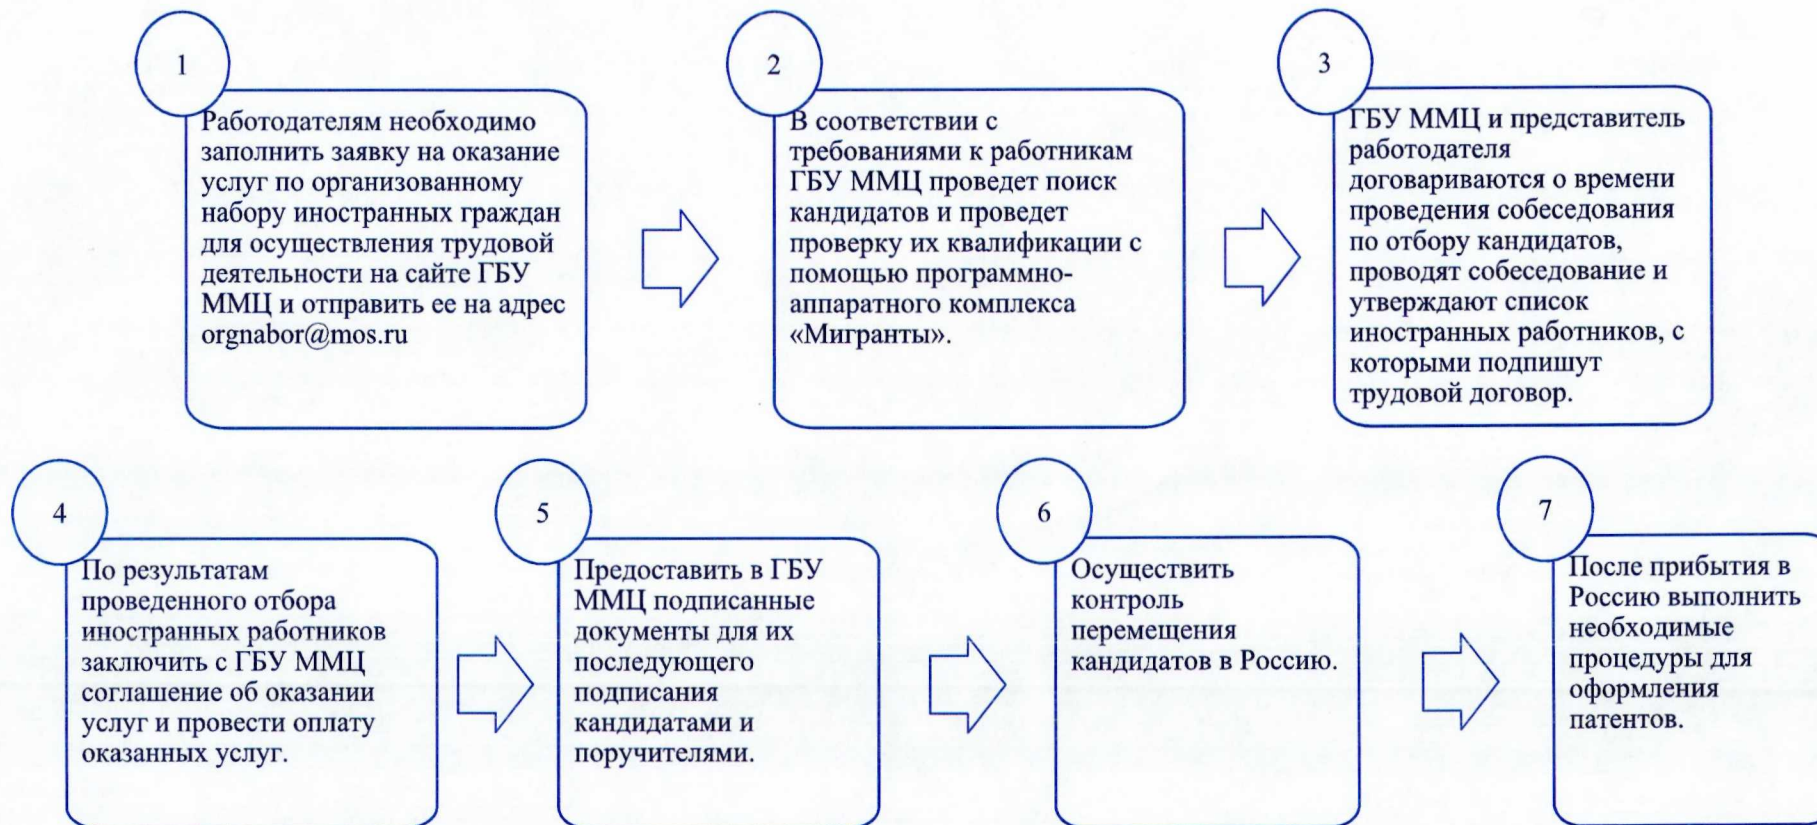 1
Работодателям необходимо
заполнить заявку на оказание
услуг по организованному
набору иностранных граждан
для осуществления трудовой
деятельности на сайте ГБУ
ММЦ и отправить ее на адрес
orgnabor@mos.ru
2
В соответствии с
требованиями к работникам
ГБУ ММЦ проведет поиск
кандидатов и проведет
проверку их квалификации с
помощью программно-
аппаратного комплекса
«Мигранты».
3
ГБУ ММЦ и представитель
работодателя
договариваются о времени
проведения собеседования
по отбору кандидатов,
проводят собеседование и
утверждают список
иностранных работников, с
которыми подпишут
трудовой договор.
4
По результатам
проведенного отбора
иностранных работников
заключить с ГБУ ММЦ
соглашение об оказании
услуг и провести оплату
оказанных услуг.
5
Предоставить в ГБУ
ММЦ подписанные
документы для их
последующего
подписания
кандидатами и
поручителями.
6
Осуществить
контроль
перемещения
кандидатов в Россию.
7
После прибытия в
Россию выполнить
необходимые
процедуры для
оформления
патентов.